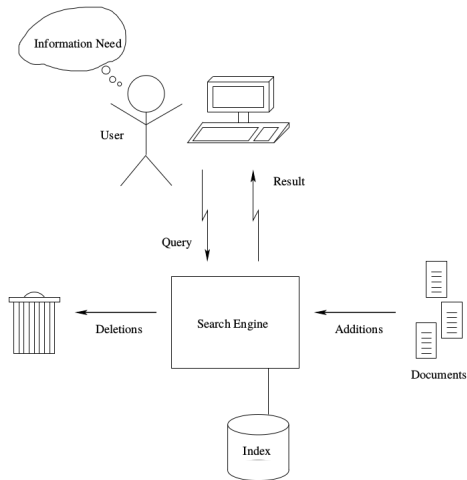 Information Need
User
Result
Query
Search Engine
Deletions
Additions
Documents
Index